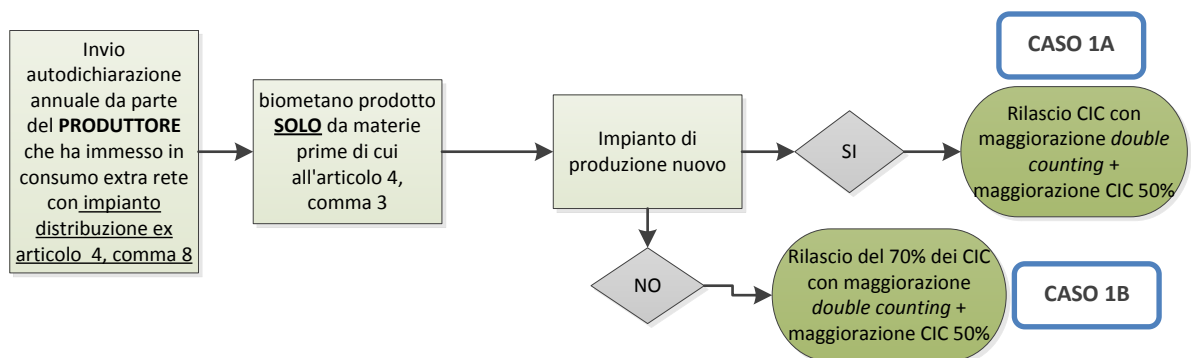 Invio
autodichiarazione
annuale da parte
del PRODUTTORE
che ha immesso in
consumo extra rete
con impianto
distribuzione ex
articolo 4, comma 8
biometano prodotto
SOLO da materie
prime di cui
all'articolo 4,
comma 3
Impianto di
produzione nuovo
SI
CASO 1A
Rilascio CIC con
maggiorazione double
counting +
maggiorazione CIC 50%
NO
Rilascio del 70% dei CIC
con maggiorazione
double counting +
maggiorazione CIC 50%
CASO 1B